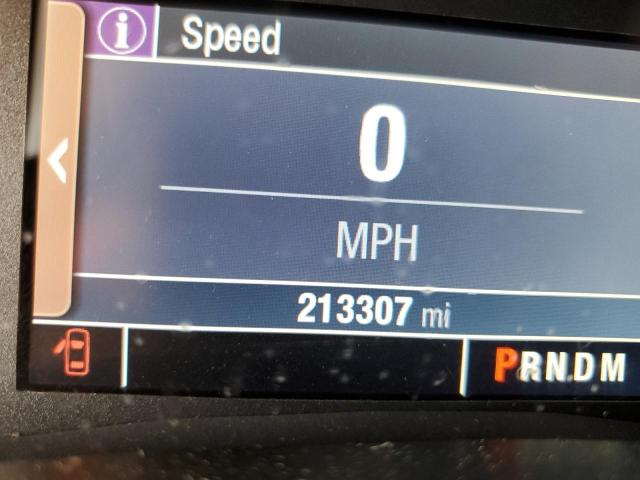 i Speed
0
MPH
213307 mi
PRNDM